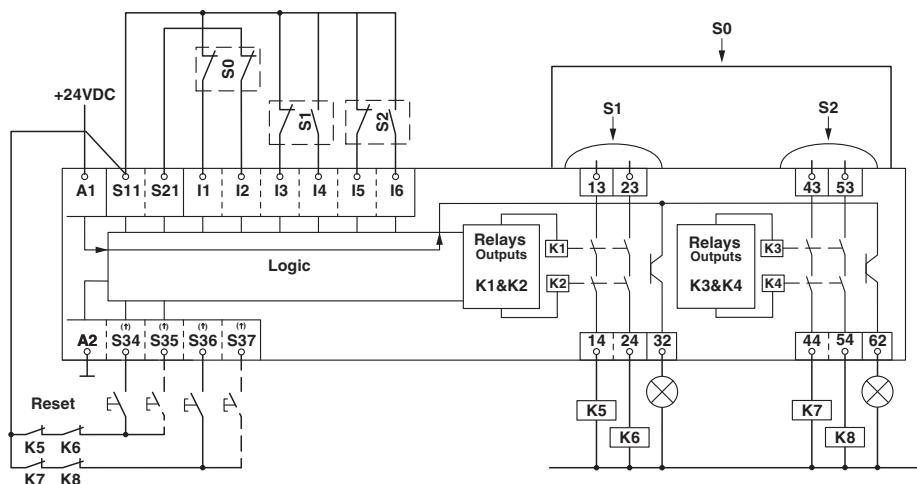 S0
S0
S1
S2
+24VDC
S1
S2
A1 S11 S21 I1 I2 I3 I4 I5 I6
13 23
43 53
Logic
Relays
Outputs
K1&K2
K1
K2
Relays
Outputs
K3&K4
K3
K4
(†) (†) (†) (†)
A2 S34 S35 S36 S37
14 24 32
44 54 62
Reset
K5 K6
K7 K8
K5
K6
K7
K8